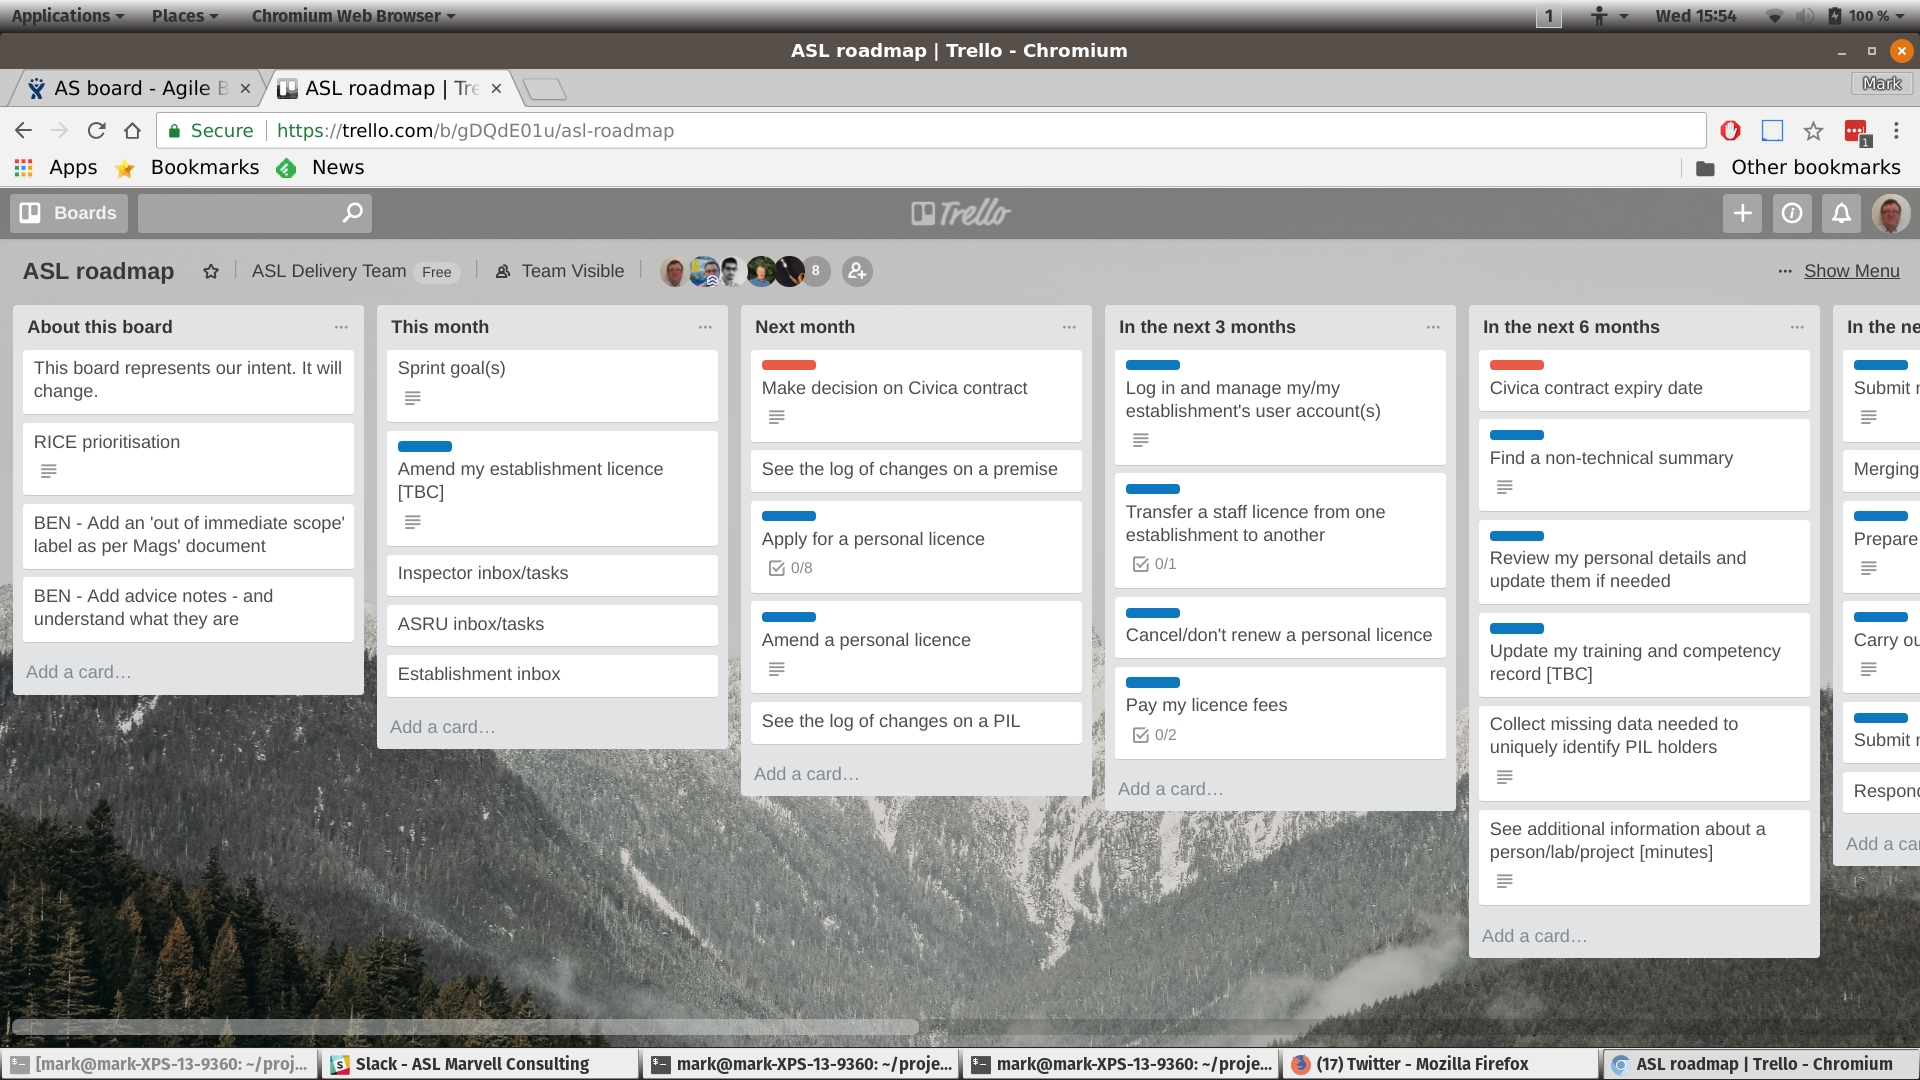 Applications Places Chromium Web Browser 1 Wed 15:54 100 %
ASL roadmap | Trello - Chromium
AS board - Agile B ASL roadmap | Tre Mark
Secure https://trello.com/b/gDQdE01u/asl-roadmap 1
Apps Bookmarks News Other bookmarks
Boards Trello
ASL roadmap ASL Delivery Team Free Team Visible 8 Show Menu
About this board
This board represents our intent. It will
change.
RICE prioritisation
BEN - Add an 'out of immediate scope'
label as per Mags' document
BEN - Add advice notes - and
understand what they are
Add a card…
This month
Sprint goal(s)
Amend my establishment licence
[TBC]
Inspector inbox/tasks
ASRU inbox/tasks
Establishment inbox
Add a card…
Next month
Make decision on Civica contract
See the log of changes on a premise
Apply for a personal licence
0/8
Amend a personal licence
See the log of changes on a PIL
Add a card…
In the next 3 months
Log in and manage my/my
establishment's user account(s)
Transfer a staff licence from one
establishment to another
0/1
Cancel/don't renew a personal licence
Pay my licence fees
0/2
Add a card…
In the next 6 months
Civica contract expiry date
Find a non-technical summary
Review my personal details and
update them if needed
Update my training and competency
record [TBC]
Collect missing data needed to
uniquely identify PIL holders
See additional information about a
person/lab/project [minutes]
Add a card…
In the ne
Submit
Merging
Prepare
Carry ou
Submit
Respond
Add a ca
[mark@mark-XPS-13-9360: ~/proj... Slack - ASL Marvell Consulting mark@mark-XPS-13-9360: ~/proje... mark@mark-XPS-13-9360: ~/proje... (17) Twitter - Mozilla Firefox ASL roadmap | Trello - Chromium